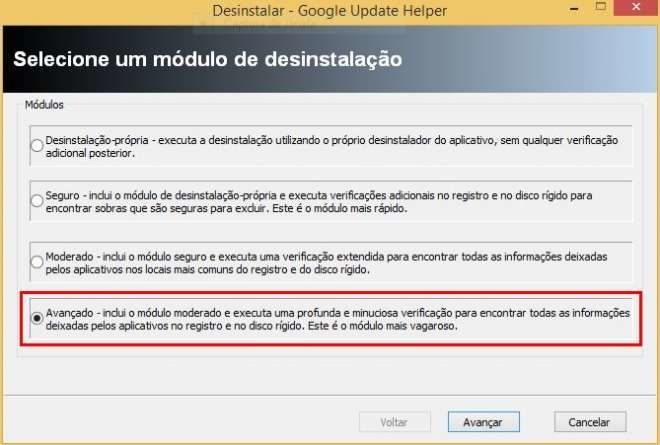 Desinstalar - Google Update Helper
Selecione um módulo de desinstalação
Módulos
Desinstalação-própria - executa a desinstalação utilizando o próprio desinstalador do aplicativo, sem qualquer verificação
adicional posterior.
Seguro - inclui o módulo de desinstalação-própria e executa verificações adicionais no registro e no disco rígido para
encontrar sobras que são seguras para excluir. Este é o módulo mais rápido.
Moderado - inclui o módulo seguro e executa uma verificação extendida para encontrar todas as informações deixadas
pelos aplicativos nos locais mais comuns do registro e do disco rígido.
Avançado - inclui o módulo moderado e executa uma profunda e minuciosa verificação para encontrar todas as informações
deixadas pelos aplicativos no registro e no disco rígido. Este é o módulo mais vagaroso.
Voltar
Avançar
Cancelar